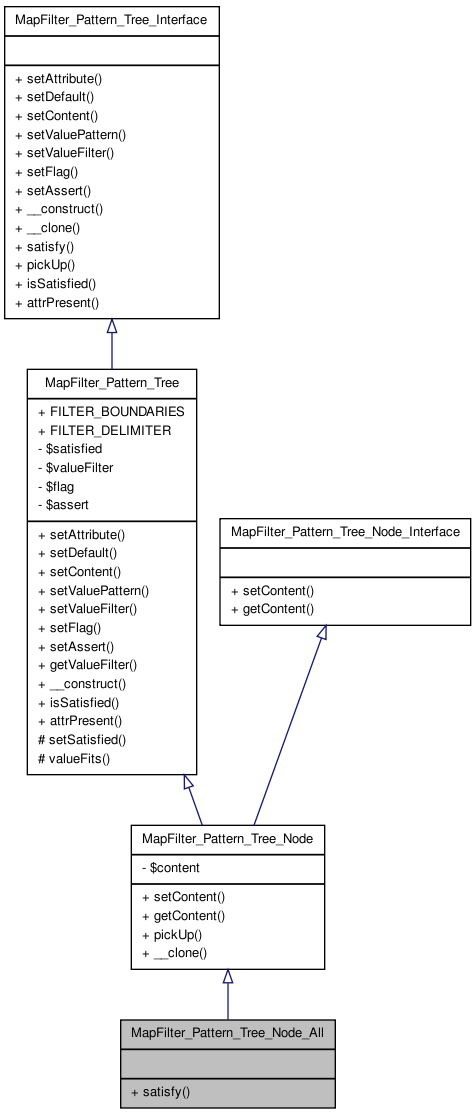 MapFilter_Pattern_Tree_Interface
+ setAttribute()
+ setDefault()
+ setContent()
+ setValuePattern()
+ setValueFilter()
+ setFlag()
+ setAssert()
+ __construct()
+ __clone()
+ satisfy()
+ pickUp()
+ isSatisfied()
+ attrPresent()
MapFilter_Pattern_Tree
+ FILTER_BOUNDARIES
+ FILTER_DELIMITER
- $satisfied
- $valueFilter
- $flag
- $assert
+ setAttribute()
+ setDefault()
+ setContent()
+ setValuePattern()
+ setValueFilter()
+ setFlag()
+ setAssert()
+ getValueFilter()
+ __construct()
+ isSatisfied()
+ attrPresent()
# setSatisfied()
# valueFits()
MapFilter_Pattern_Tree_Node_Interface
+ setContent()
+ getContent()
MapFilter_Pattern_Tree_Node
- $content
+ setContent()
+ getContent()
+ pickUp()
+ __clone()
MapFilter_Pattern_Tree_Node_All
+ satisfy()